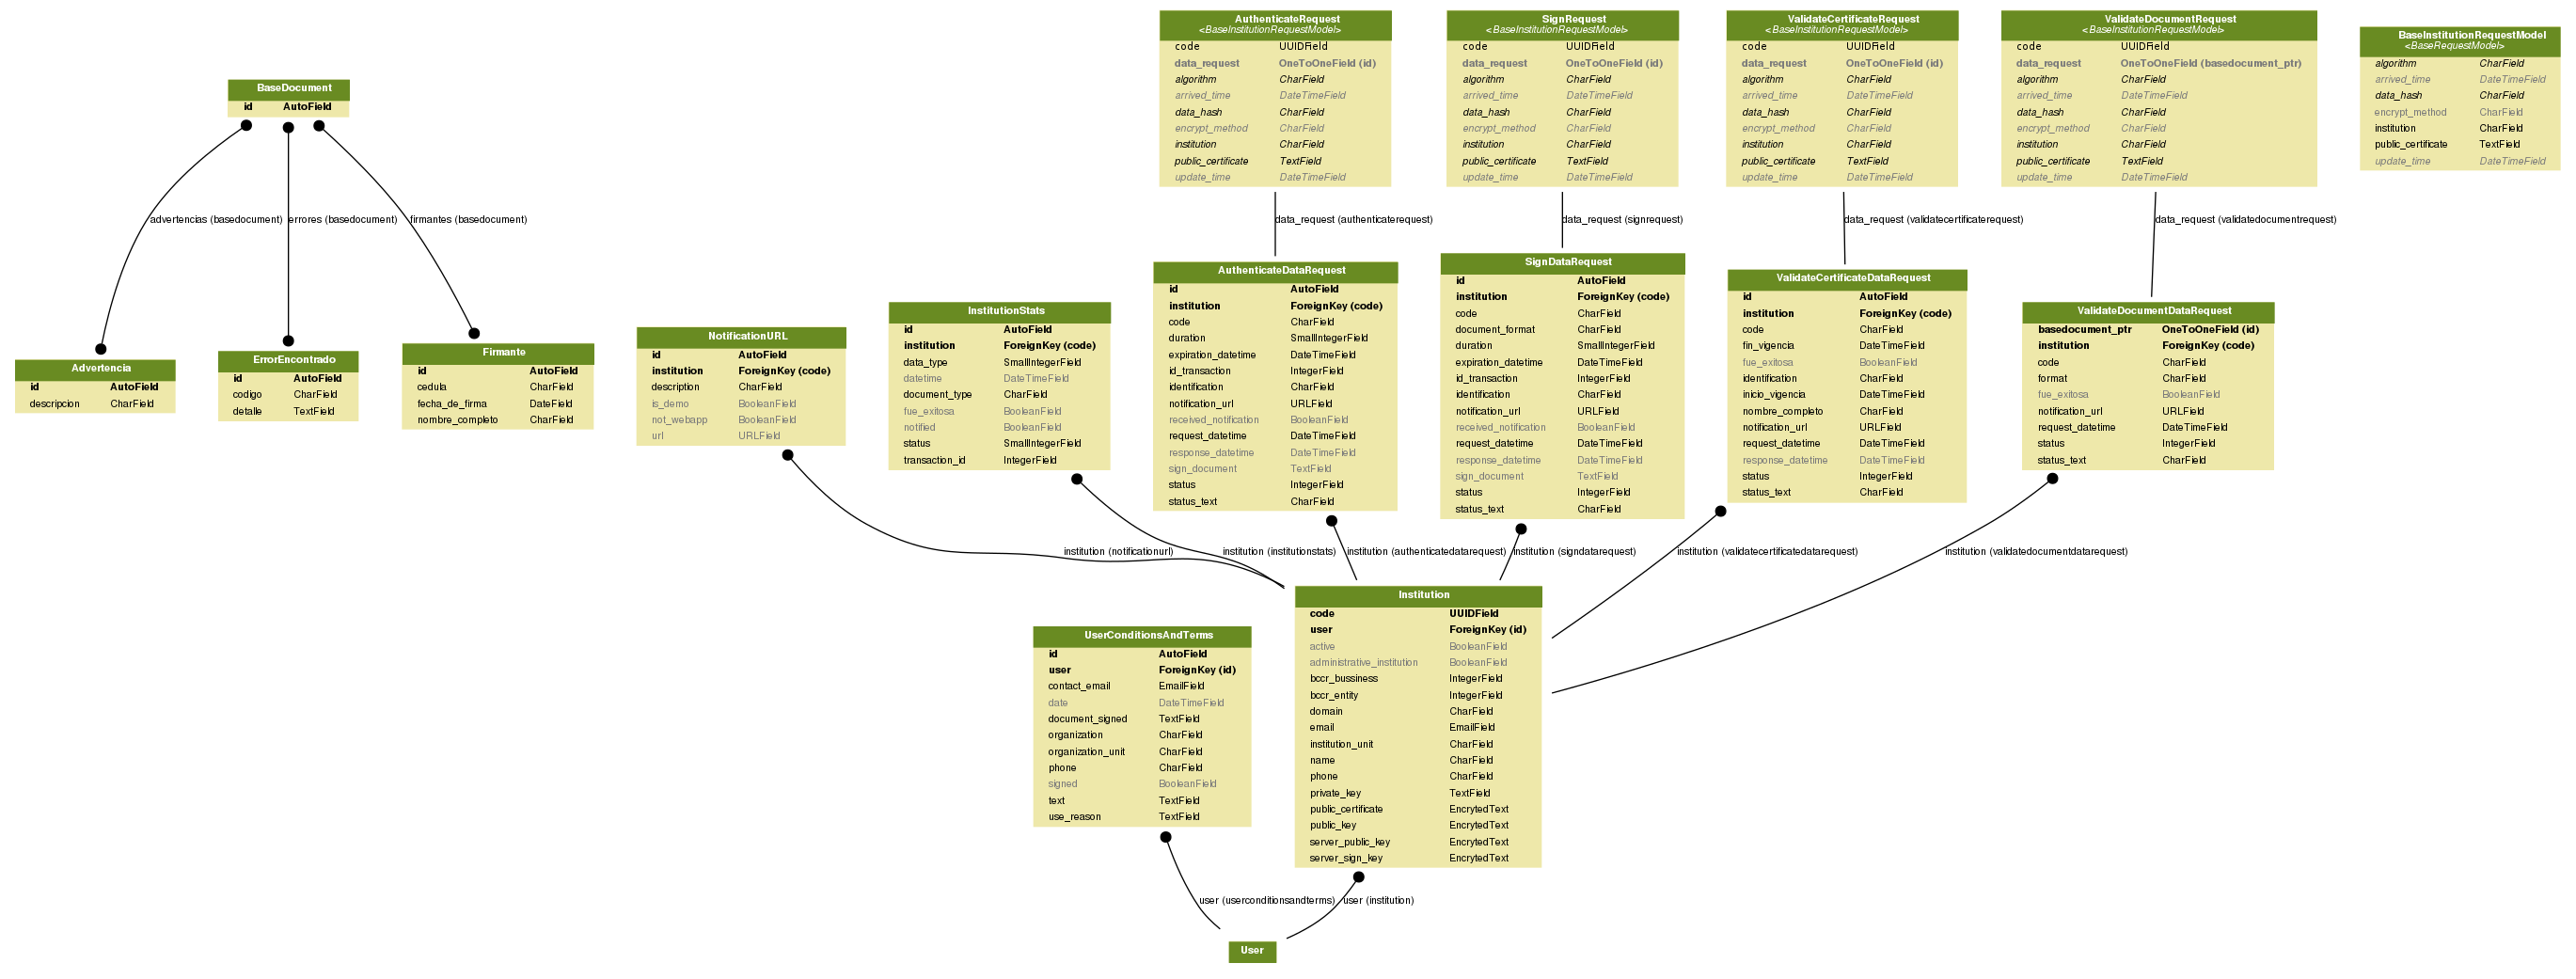 AuthenticateRequest
<BaseInstitutionRequestModel>
code UUIDField
data_request OneToOneField (id)
algorithm CharField
arrived_time DateTimeField
data_hash CharField
encrypt_method CharField
institution CharField
public_certificate TextField
update_time DateTimeField
SignRequest
<BaseInstitutionRequestModel>
code UUIDField
data_request OneToOneField (id)
algorithm CharField
arrived_time DateTimeField
data_hash CharField
encrypt_method CharField
institution CharField
public_certificate TextField
update_time DateTimeField
ValidateCertificateRequest
<BaseInstitutionRequestModel>
code UUIDField
data_request OneToOneField (id)
algorithm CharField
arrived_time DateTimeField
data_hash CharField
encrypt_method CharField
institution CharField
public_certificate TextField
update_time DateTimeField
ValidateDocumentRequest
<BaseInstitutionRequestModel>
code UUIDField
data_request OneToOneField (basedocument_ptr)
algorithm CharField
arrived_time DateTimeField
data_hash CharField
encrypt_method CharField
institution CharField
public_certificate TextField
update_time DateTimeField
BaseInstitutionRequestModel
<BaseRequestModel>
algorithm CharField
arrived_time DateTimeField
data_hash CharField
encrypt_method CharField
institution CharField
public_certificate TextField
update_time DateTimeField
BaseDocument
id AutoField
advertencias (basedocument)
errores (basedocument)
firmantes (basedocument)
data_request (authenticaterequest)
data_request (signrequest)
data_request (validatecertificaterequest)
data_request (validatedocumentrequest)
Advertencia
id AutoField
descripcion CharField
ErrorEncontrado
id AutoField
codigo CharField
detalle TextField
Firmante
id AutoField
cedula CharField
fecha_de_firma DateField
nombre_completo CharField
NotificationURL
id AutoField
institution ForeignKey (code)
description CharField
is_demo BooleanField
not_webapp BooleanField
url URLField
InstitutionStats
id AutoField
institution ForeignKey (code)
data_type SmallIntegerField
datetime DateTimeField
document_type CharField
fue_exitosa BooleanField
notified BooleanField
status SmallIntegerField
transaction_id IntegerField
AuthenticateDataRequest
id AutoField
institution ForeignKey (code)
code CharField
duration SmallIntegerField
expiration_datetime DateTimeField
id_transaction IntegerField
identification CharField
notification_url URLField
received_notification BooleanField
request_datetime DateTimeField
response_datetime DateTimeField
sign_document TextField
status IntegerField
status_text CharField
SignDataRequest
id AutoField
institution ForeignKey (code)
code CharField
document_format CharField
duration SmallIntegerField
expiration_datetime DateTimeField
id_transaction IntegerField
identification CharField
notification_url URLField
received_notification BooleanField
request_datetime DateTimeField
response_datetime DateTimeField
sign_document TextField
status IntegerField
status_text CharField
ValidateCertificateDataRequest
id AutoField
institution ForeignKey (code)
code CharField
fin_vigencia DateTimeField
fue_exitosa BooleanField
identification CharField
inicio_vigencia DateTimeField
nombre_completo CharField
notification_url URLField
request_datetime DateTimeField
response_datetime DateTimeField
status IntegerField
status_text CharField
ValidateDocumentDataRequest
basedocument_ptr OneToOneField (id)
institution ForeignKey (code)
code CharField
format CharField
fue_exitosa BooleanField
notification_url URLField
request_datetime DateTimeField
status IntegerField
status_text CharField
institution (notificationurl)
institution (institutionstats)
institution (authenticatedatarequest)
institution (signdatarequest)
institution (validatecertificatedatarequest)
institution (validatedocumentdatarequest)
UserConditionsAndTerms
id AutoField
user ForeignKey (id)
contact_email EmailField
date DateTimeField
document_signed TextField
organization CharField
organization_unit CharField
phone CharField
signed BooleanField
text TextField
use_reason TextField
Institution
code UUIDField
user ForeignKey (id)
active BooleanField
administrative_institution BooleanField
bccr_bussiness IntegerField
bccr_entity IntegerField
domain CharField
email EmailField
institution_unit CharField
name CharField
phone CharField
private_key TextField
public_certificate EncrytedText
public_key EncrytedText
server_public_key EncrytedText
server_sign_key EncrytedText
user (userconditionsandterms)
user (institution)
User